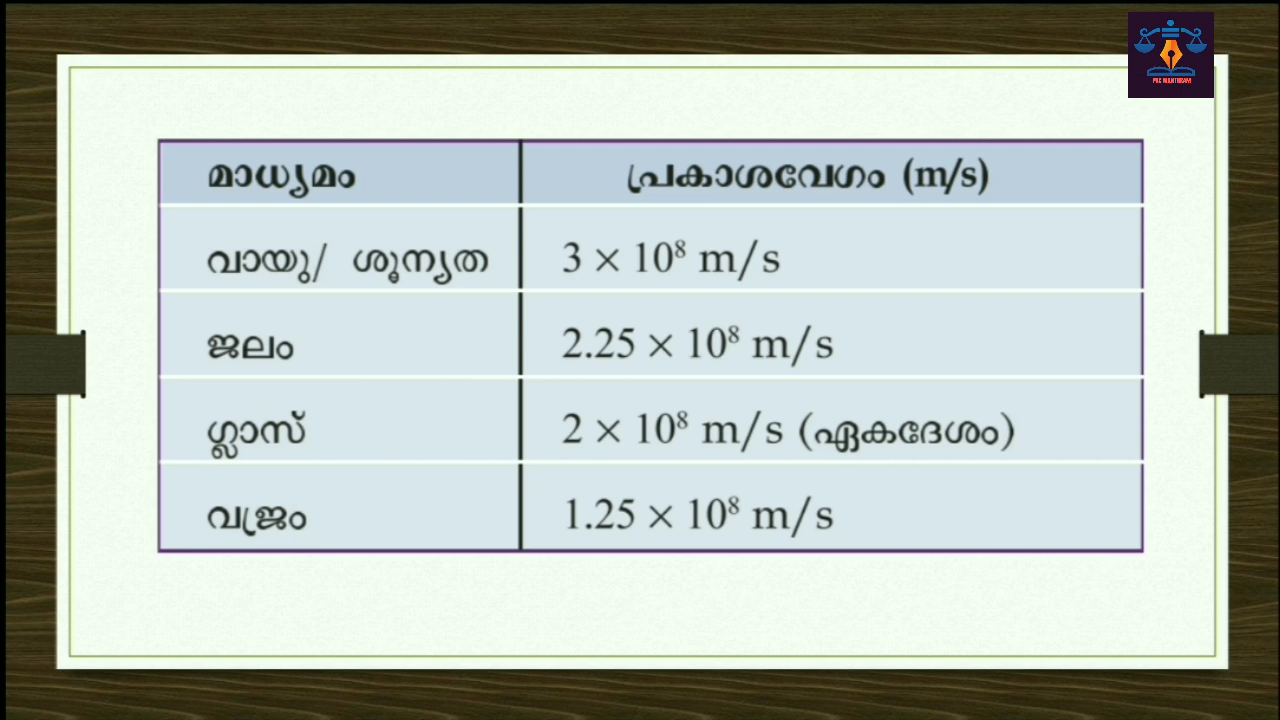 മാധ്യമം പ്രകാശവേഗം (m/s)
വായു/ ശൂന്യത 3 × 10⁸ m/s
ജലം 2.25 × 10⁸ m/s
ഗ്ലാസ് 2 × 10⁸ m/s (ഏകദേശം)
വജ്രം 1.25 × 10⁸ m/s